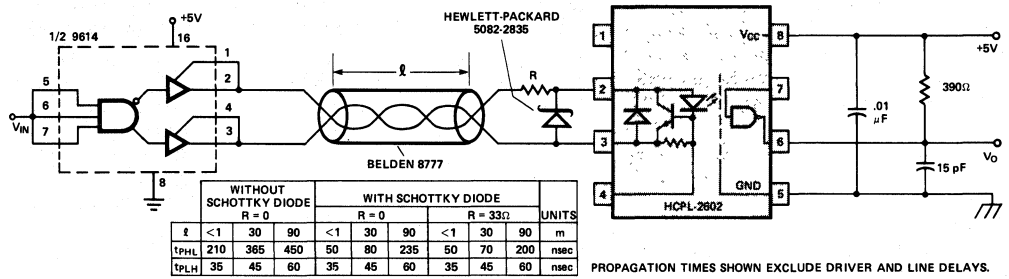 HEWLETT-PACKARD
5082-2835
+5V
1/2 9614
16
1
2
4
3
5
6
7
VIN
8
ℓ
BELDEN 8777
R
1
2
3
4
VCC
8
7
6
GND
5
HCPL-2602
+5V
390Ω
.01
μF
VO
15 pF
WITHOUT SCHOTTKY DIODE R = 0
WITH SCHOTTKY DIODE
R = 0 R = 33Ω UNITS
ℓ <1 30 90 <1 30 90 <1 30 90 m
tPHL 210 365 450 50 80 235 50 70 200 nsec
tPLH 35 45 60 35 45 60 35 45 60 nsec
PROPAGATION TIMES SHOWN EXCLUDE DRIVER AND LINE DELAYS.